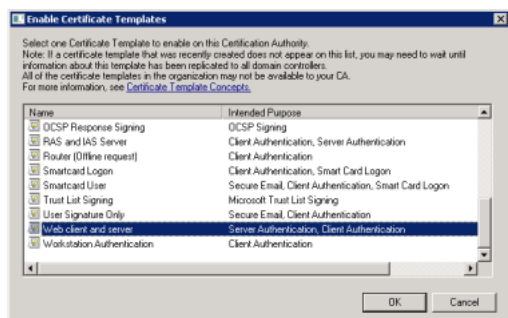 Enable Certificate Templates
Select one Certificate Template to enable on this Certification Authority.
Note: If a certificate template that was recently created does not appear on this list, you may need to wait until
information about this template has been replicated to all domain controllers.
All of the certificate templates in the organization may not be available to your CA.
For more information, see Certificate Template Concepts.
Name Intended Purpose
OCSP Response Signing OCSP Signing
RAS and IAS Server Client Authentication, Server Authentication
Router (Offline request) Client Authentication
Smartcard Logon Client Authentication, Smart Card Logon
Smartcard User Secure Email, Client Authentication, Smart Card Logon
Trust List Signing Microsoft Trust List Signing
User Signature Only Secure Email, Client Authentication
Web client and server Server Authentication, Client Authentication
Workstation Authentication Client Authentication
OK Cancel